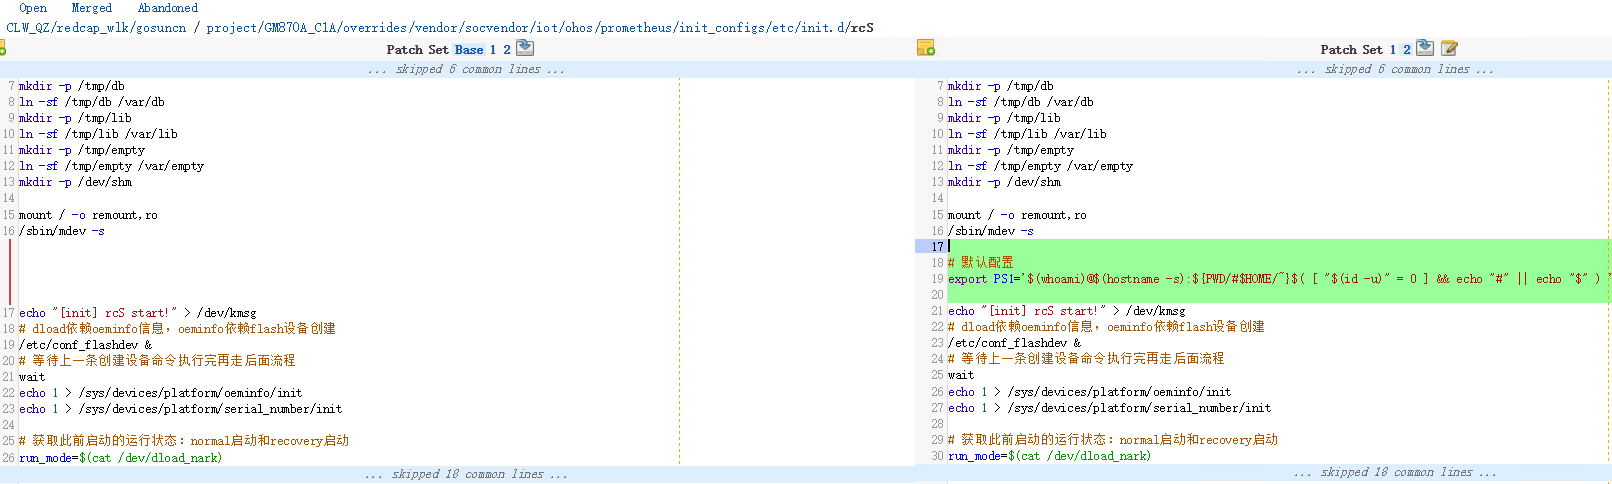 Open Merged Abandoned
CLW_QZ/redcap_wlk/gosuncn / project/GM870A_C1A/overrides/vendor/socvendor/iot/ohos/prometheus/init_configs/etc/init.d/rcS
Patch Set Base 1 2
... skipped 6 common lines ...
7 mkdir -p /tmp/db
8 ln -sf /tmp/db /var/db
9 mkdir -p /tmp/lib
10 ln -sf /tmp/lib /var/lib
11 mkdir -p /tmp/empty
12 ln -sf /tmp/empty /var/empty
13 mkdir -p /dev/shm
14
15 mount / -o remount,ro
16 /sbin/mdev -s
17 echo "[init] rcS start!" > /dev/kmsg
18 # dload依赖oeminfo信息，oeminfo依赖flash设备创建
19 /etc/conf_flashdev &
20 # 等待上一条创建设备命令执行完再走后面流程
21 wait
22 echo 1 > /sys/devices/platform/oeminfo/init
23 echo 1 > /sys/devices/platform/serial_number/init
24
25 # 获取此前启动的运行状态：normal启动和recovery启动
26 run_mode=$(cat /dev/dload_nark)
... skipped 18 common lines ...
Patch Set 1 2
... skipped 6 common lines ...
7 mkdir -p /tmp/db
8 ln -sf /tmp/db /var/db
9 mkdir -p /tmp/lib
10 ln -sf /tmp/lib /var/lib
11 mkdir -p /tmp/empty
12 ln -sf /tmp/empty /var/empty
13 mkdir -p /dev/shm
14
15 mount / -o remount,ro
16 /sbin/mdev -s
17
18 # 默认配置
19 export PS1='$(whoami)@$(hostname -s):${PWD/#$HOME/~}$( [ "$(id -u)" = 0 ] && echo "#" || echo "$" ) '
20
21 echo "[init] rcS start!" > /dev/kmsg
22 # dload依赖oeminfo信息，oeminfo依赖flash设备创建
23 /etc/conf_flashdev &
24 # 等待上一条创建设备命令执行完再走后面流程
25 wait
26 echo 1 > /sys/devices/platform/oeminfo/init
27 echo 1 > /sys/devices/platform/serial_number/init
28
29 # 获取此前启动的运行状态：normal启动和recovery启动
30 run_mode=$(cat /dev/dload_nark)
... skipped 18 common lines ...